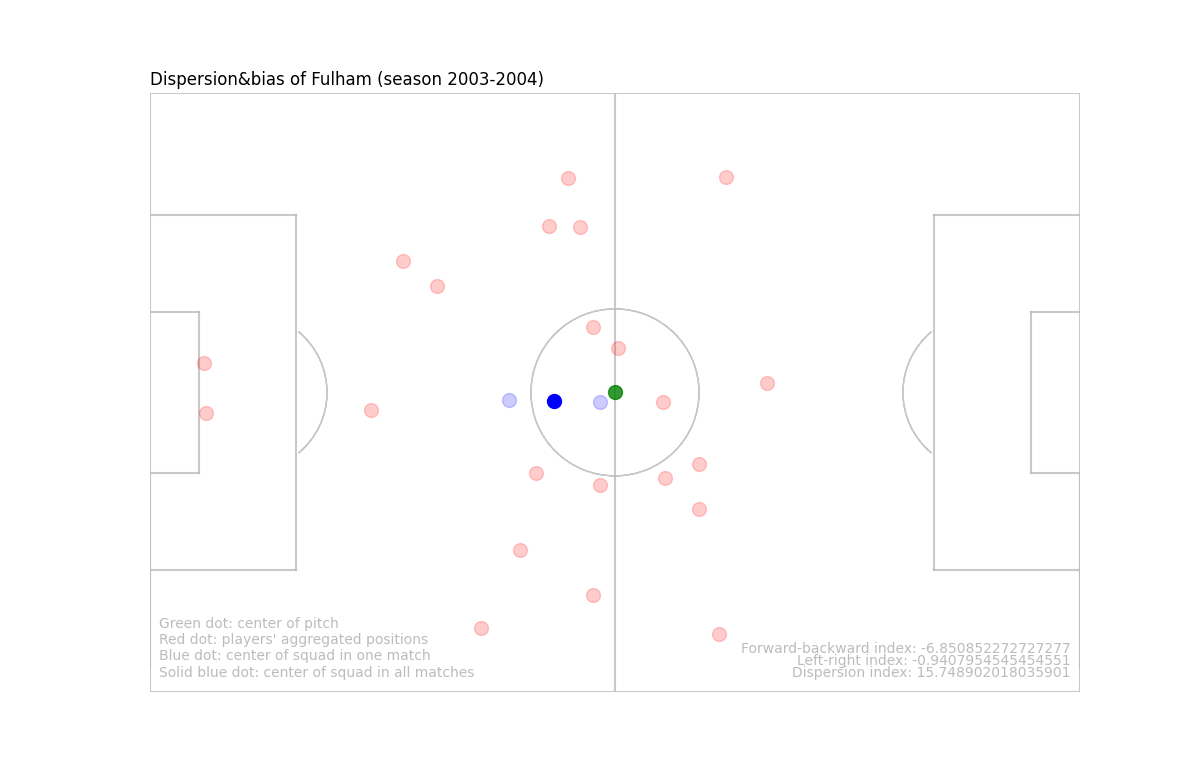 Dispersion&bias of Fulham (season 2003-2004)
Green dot: center of pitch
Red dot: players' aggregated positions
Blue dot: center of squad in one match
Solid blue dot: center of squad in all matches
Forward-backward index: -6.850852272727277
Left-right index: -0.9407954545454551
Dispersion index: 15.748902018035901